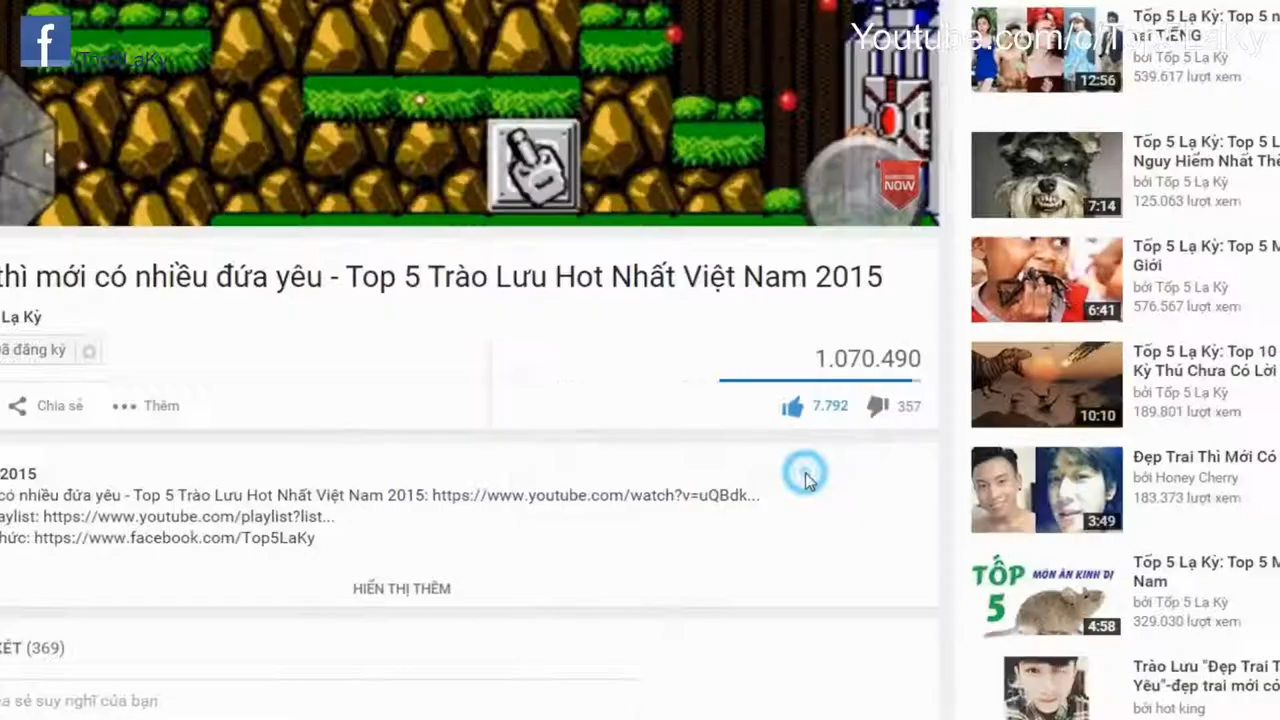 f
/Top5LaKy
Youtube.com/c/Top5LaKy
NOW
thì mới có nhiều đứa yêu - Top 5 Trào Lưu Hot Nhất Việt Nam 2015
Lạ Kỳ
ã đăng ký
1.070.490
Chia sẻ
Thêm
7.792
357
2015
có nhiều đứa yêu - Top 5 Trào Lưu Hot Nhất Việt Nam 2015: https://www.youtube.com/watch?v=uQBdk...
aylist: https://www.youtube.com/playlist?list...
hức: https://www.facebook.com/Top5LaKy
HIỂN THỊ THÊM
XÉT (369)
a sẻ suy nghĩ của bạn
12:56
Tốp 5 Lạ Kỳ: Top 5 n
tai TIẾNG
bởi Tốp 5 Lạ Kỳ
539.617 lượt xem
7:14
Tốp 5 Lạ Kỳ: Top 5 L
Nguy Hiểm Nhất Thế
bởi Tốp 5 Lạ Kỳ
125.063 lượt xem
6:41
Tốp 5 Lạ Kỳ: Top 5 M
Giới
bởi Tốp 5 Lạ Kỳ
576.567 lượt xem
10:10
Tốp 5 Lạ Kỳ: Top 10
Kỳ Thú Chưa Có Lời
bởi Tốp 5 Lạ Kỳ
189.801 lượt xem
3:49
Đẹp Trai Thì Mới Có
bởi Honey Cherry
183.373 lượt xem
TỐP
5
MÓN ĂN KINH DỊ
4:58
Tốp 5 Lạ Kỳ: Top 5 M
Nam
bởi Tốp 5 Lạ Kỳ
329.030 lượt xem
Trào Lưu "Đẹp Trai T
Yêu"-đẹp trai mới có
bởi hot king